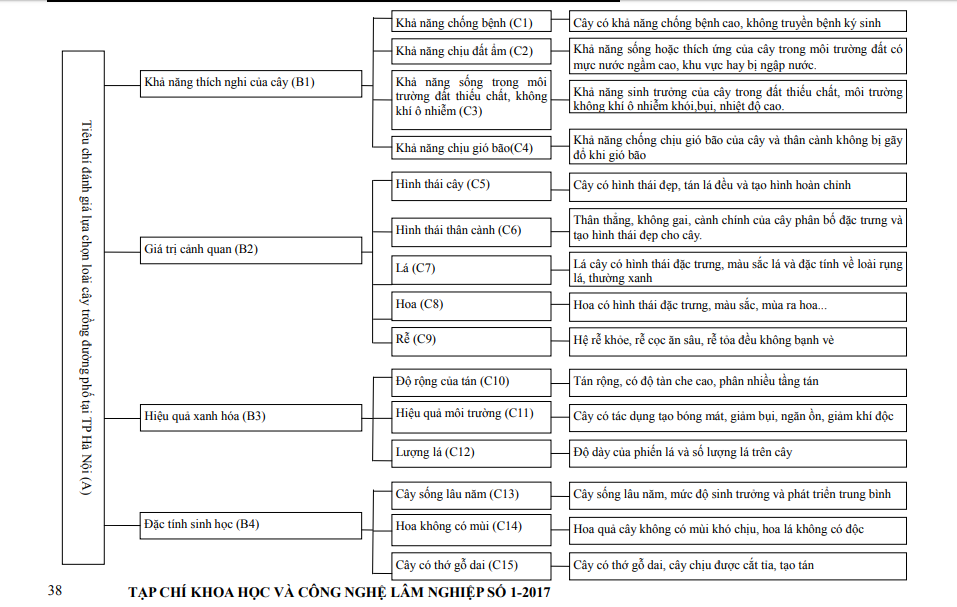 Tiêu chí đánh giá lựa chọn loài cây trồng đường phố tại TP Hà Nội (A)
Khả năng thích nghi của cây (B1)
Khả năng chống bệnh (C1)
Cây có khả năng chống bệnh cao, không truyền bệnh ký sinh
Khả năng chịu đất ẩm (C2)
Khả năng sống hoặc thích ứng của cây trong môi trường đất có
mực nước ngầm cao, khu vực hay bị ngập nước.
Khả năng sống trong môi
trường đất thiếu chất, không
khí ô nhiễm (C3)
Khả năng sinh trưởng của cây trong đất thiếu chất, môi trường
không khí ô nhiễm khói,bụi, nhiệt độ cao.
Khả năng chịu gió bão(C4)
Khả năng chống chịu gió bão của cây và thân cành không bị gãy
đổ khi gió bão
Giá trị cảnh quan (B2)
Hình thái cây (C5)
Cây có hình thái đẹp, tán lá đều và tạo hình hoàn chỉnh
Hình thái thân cành (C6)
Thân thẳng, không gai, cành chính của cây phân bố đặc trưng và
tạo hình thái đẹp cho cây.
Lá (C7)
Lá cây có hình thái đặc trưng, màu sắc lá và đặc tính về loài rụng
lá, thường xanh
Hoa (C8)
Hoa có hình thái đặc trưng, màu sắc, mùa ra hoa...
Rễ (C9)
Hệ rễ khỏe, rễ cọc ăn sâu, rễ tỏa đều không bạnh vè
Hiệu quả xanh hóa (B3)
Độ rộng của tán (C10)
Tán rộng, có độ tàn che cao, phân nhiều tầng tán
Hiệu quả môi trường (C11)
Cây có tác dụng tạo bóng mát, giảm bụi, ngăn ồn, giảm khí độc
Lượng lá (C12)
Độ dày của phiến lá và số lượng lá trên cây
Đặc tính sinh học (B4)
Cây sống lâu năm (C13)
Cây sống lâu năm, mức độ sinh trưởng và phát triển trung bình
Hoa không có mùi (C14)
Hoa quả cây không có mùi khó chịu, hoa lá không có độc
Cây có thớ gỗ dai (C15)
Cây có thớ gỗ dai, cây chịu được cắt tỉa, tạo tán
38 TẠP CHÍ KHOA HỌC VÀ CÔNG NGHỆ LÂM NGHIỆP SỐ 1-2017